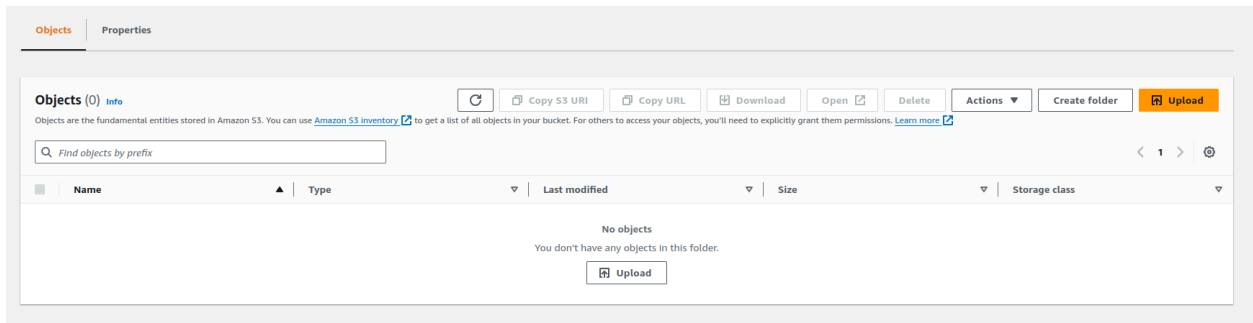 Objects Properties
Objects (0) Info Copy S3 URI Copy URL Download Open Delete Actions Create folder Upload
Objects are the fundamental entities stored in Amazon S3. You can use Amazon S3 inventory to get a list of all objects in your bucket. For others to access your objects, you'll need to explicitly grant them permissions. Learn more
Find objects by prefix 1
Name Type Last modified Size Storage class
No objects
You don't have any objects in this folder.
Upload